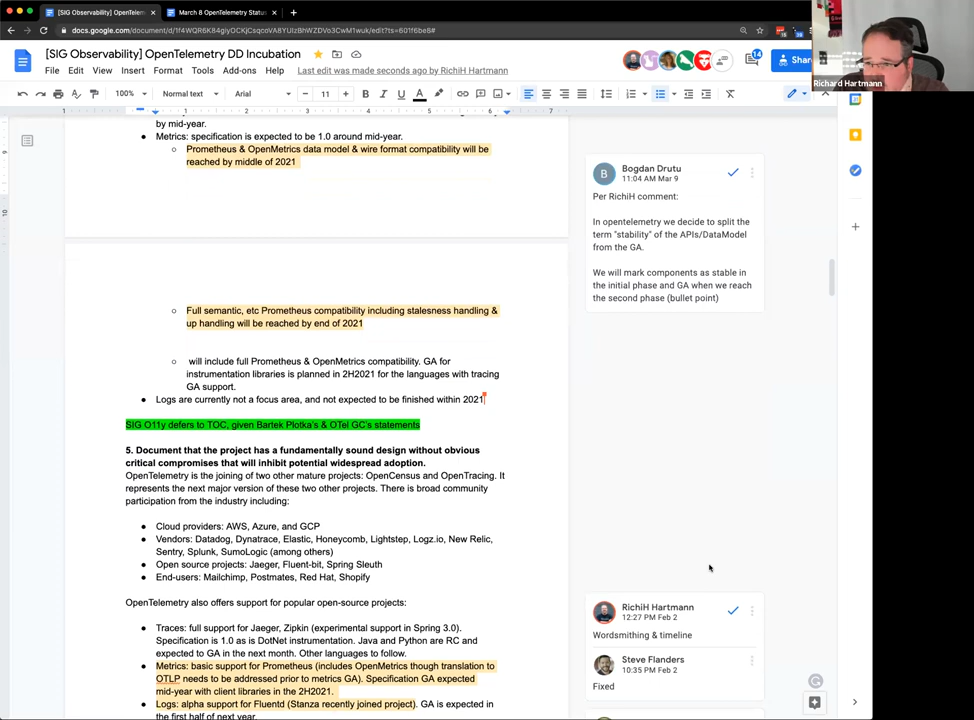 [SIG Observability] OpenTelem
March 8 OpenTelemetry Status
docs.google.com/document/d/1f4WQR6K84giyOCKjCsqcoVA8YUIzBhWZDVo3CwM1wuk/edit?ts=601f6be8#
[SIG Observability] OpenTelemetry DD Incubation
14
Share
File Edit View Insert Format Tools Add-ons Help Last edit was made seconds ago by RichiH Hartmann
Richard Hartmann
100% Normal text Arial 11
1 1 2 3 4 5 6 7
by mid-year.
Metrics: specification is expected to be 1.0 around mid-year.
Prometheus & OpenMetrics data model & wire format compatibility will be
reached by middle of 2021
Full semantic, etc Prometheus compatibility including stalesness handling &
up handling will be reached by end of 2021
will include full Prometheus & OpenMetrics compatibility. GA for
instrumentation libraries is planned in 2H2021 for the languages with tracing
GA support.
Logs are currently not a focus area, and not expected to be finished within 2021
SIG O11y defers to TOC, given Bartek Plotka's & OTel GC's statements
5. Document that the project has a fundamentally sound design without obvious
critical compromises that will inhibit potential widespread adoption.
OpenTelemetry is the joining of two other mature projects: OpenCensus and OpenTracing. It
represents the next major version of these two other projects. There is broad community
participation from the industry including:
Cloud providers: AWS, Azure, and GCP
Vendors: Datadog, Dynatrace, Elastic, Honeycomb, Lightstep, Logz.io, New Relic,
Sentry, Splunk, SumoLogic (among others)
Open source projects: Jaeger, Fluent-bit, Spring Sleuth
End-users: Mailchimp, Postmates, Red Hat, Shopify
OpenTelemetry also offers support for popular open-source projects:
Traces: full support for Jaeger, Zipkin (experimental support in Spring 3.0).
Specification is 1.0 as is DotNet instrumentation. Java and Python are RC and
expected to GA in the next month. Other languages to follow.
Metrics: basic support for Prometheus (includes OpenMetrics though translation to
OTLP needs to be addressed prior to metrics GA). Specification GA expected
mid-year with client libraries in the 2H2021.
Logs: alpha support for Fluentd (Stanza recently joined project). GA is expected in
the first half of next year.
B
Bogdan Drutu
11:04 AM Mar 9
Per RichiH comment:
In opentelemetry we decide to split the
term "stability" of the APIs/DataModel
from the GA.
We will mark components as stable in
the initial phase and GA when we reach
the second phase (bullet point)
RichiH Hartmann
12:27 PM Feb 2
Wordsmithing & timeline
Steve Flanders
10:35 PM Feb 2
Fixed